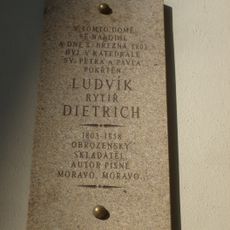 V TOMTO DOMĚ
SE NARODIL
A DNE 2. BŘEZNA 1803
BYL V KATEDRÁLE
SV. PETRA A PAVLA
POKŘTĚN
LUDVÍK
RYTÍŘ
DIETRICH
1803-1858
OBROZENSKÝ
SKLADATEL
AUTOR PÍSNĚ
MORAVO, MORAVO...